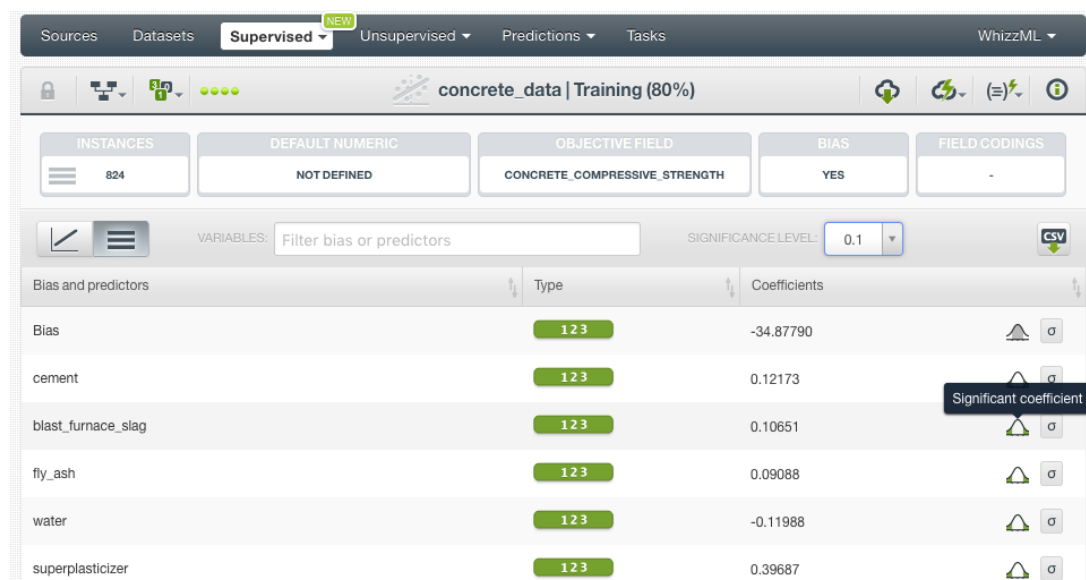 NEW
Sources Datasets Supervised Unsupervised Predictions Tasks WhizzML
concrete_data | Training (80%)
INSTANCES DEFAULT NUMERIC OBJECTIVE FIELD BIAS FIELD CODINGS
824 NOT DEFINED CONCRETE_COMPRESSIVE_STRENGTH YES -
VARIABLES: Filter bias or predictors SIGNIFICANCE LEVEL: 0.1 CSV
Bias and predictors Type Coefficients
Bias 123 -34.87790 σ
cement 123 0.12173 σ
Significant coefficient
blast_furnace_slag 123 0.10651 σ
fly_ash 123 0.09088 σ
water 123 -0.11988 σ
superplasticizer 123 0.39687 σ